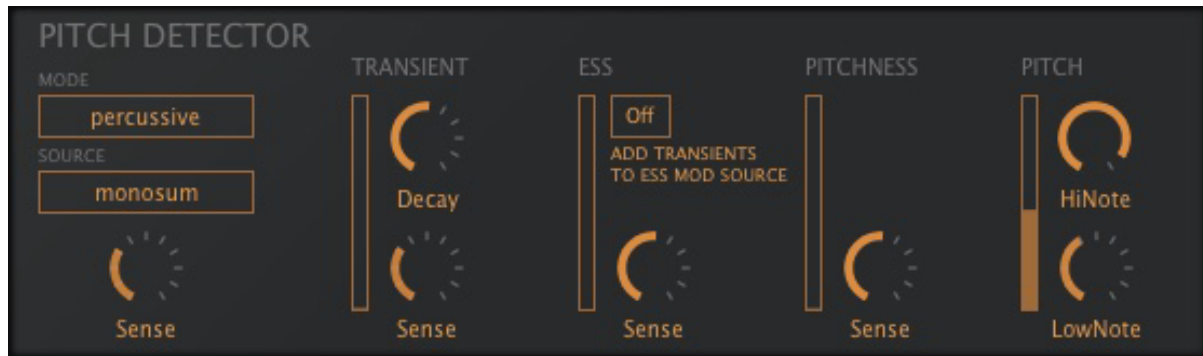 PITCH DETECTOR
MODE
percussive
SOURCE
monosum
Sense
TRANSIENT
Decay
Sense
ESS
Off
ADD TRANSIENTS
TO ESS MOD SOURCE
Sense
PITCHNESS
Sense
PITCH
HiNote
LowNote